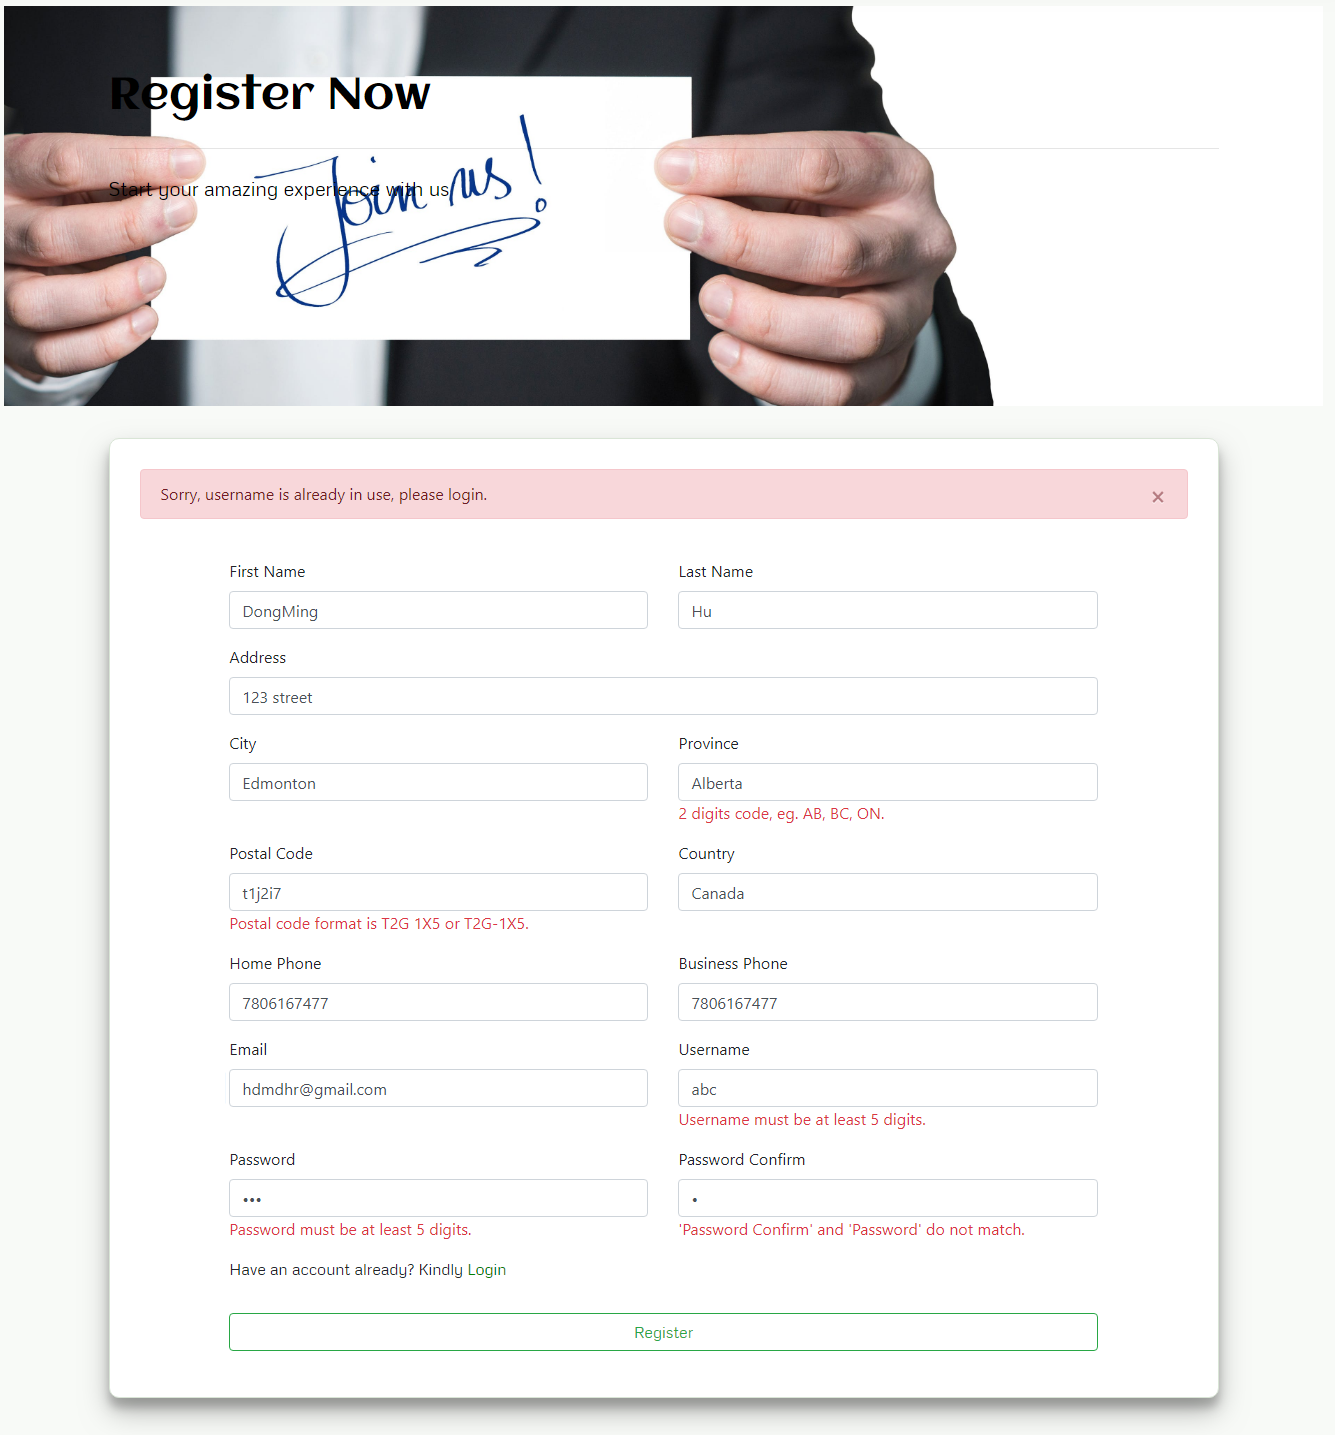 Register Now
Start your amazing experience with us
Join us!
Sorry, username is already in use, please login.
×
First Name
Last Name
DongMing
Hu
Address
123 street
City
Province
Edmonton
Alberta
2 digits code, eg. AB, BC, ON.
Postal Code
Country
t1j2i7
Canada
Postal code format is T2G 1X5 or T2G-1X5.
Home Phone
Business Phone
7806167477
7806167477
Email
Username
hdmdhr@gmail.com
abc
Username must be at least 5 digits.
Password
Password Confirm
•••
•
Password must be at least 5 digits.
'Password Confirm' and 'Password' do not match.
Have an account already? Kindly Login
Register